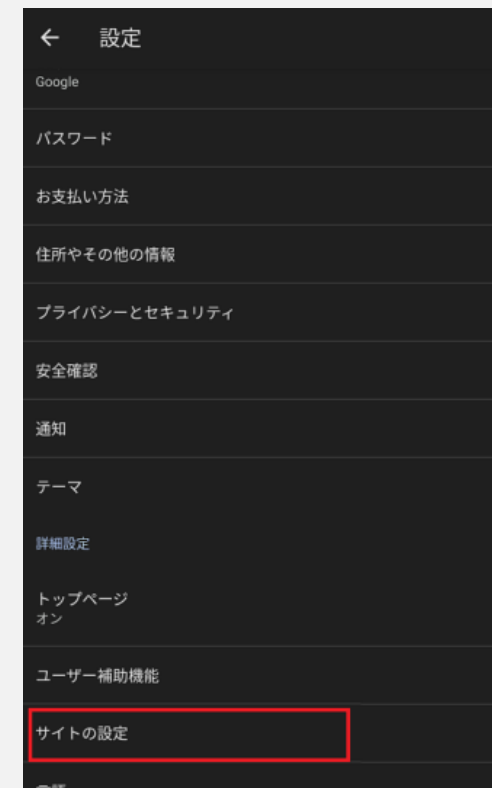 設定
Google
パスワード
お支払い方法
住所やその他の情報
プライバシーとセキュリティ
安全確認
通知
テーマ
詳細設定
トップページ
オン
ユーザー補助機能
サイトの設定